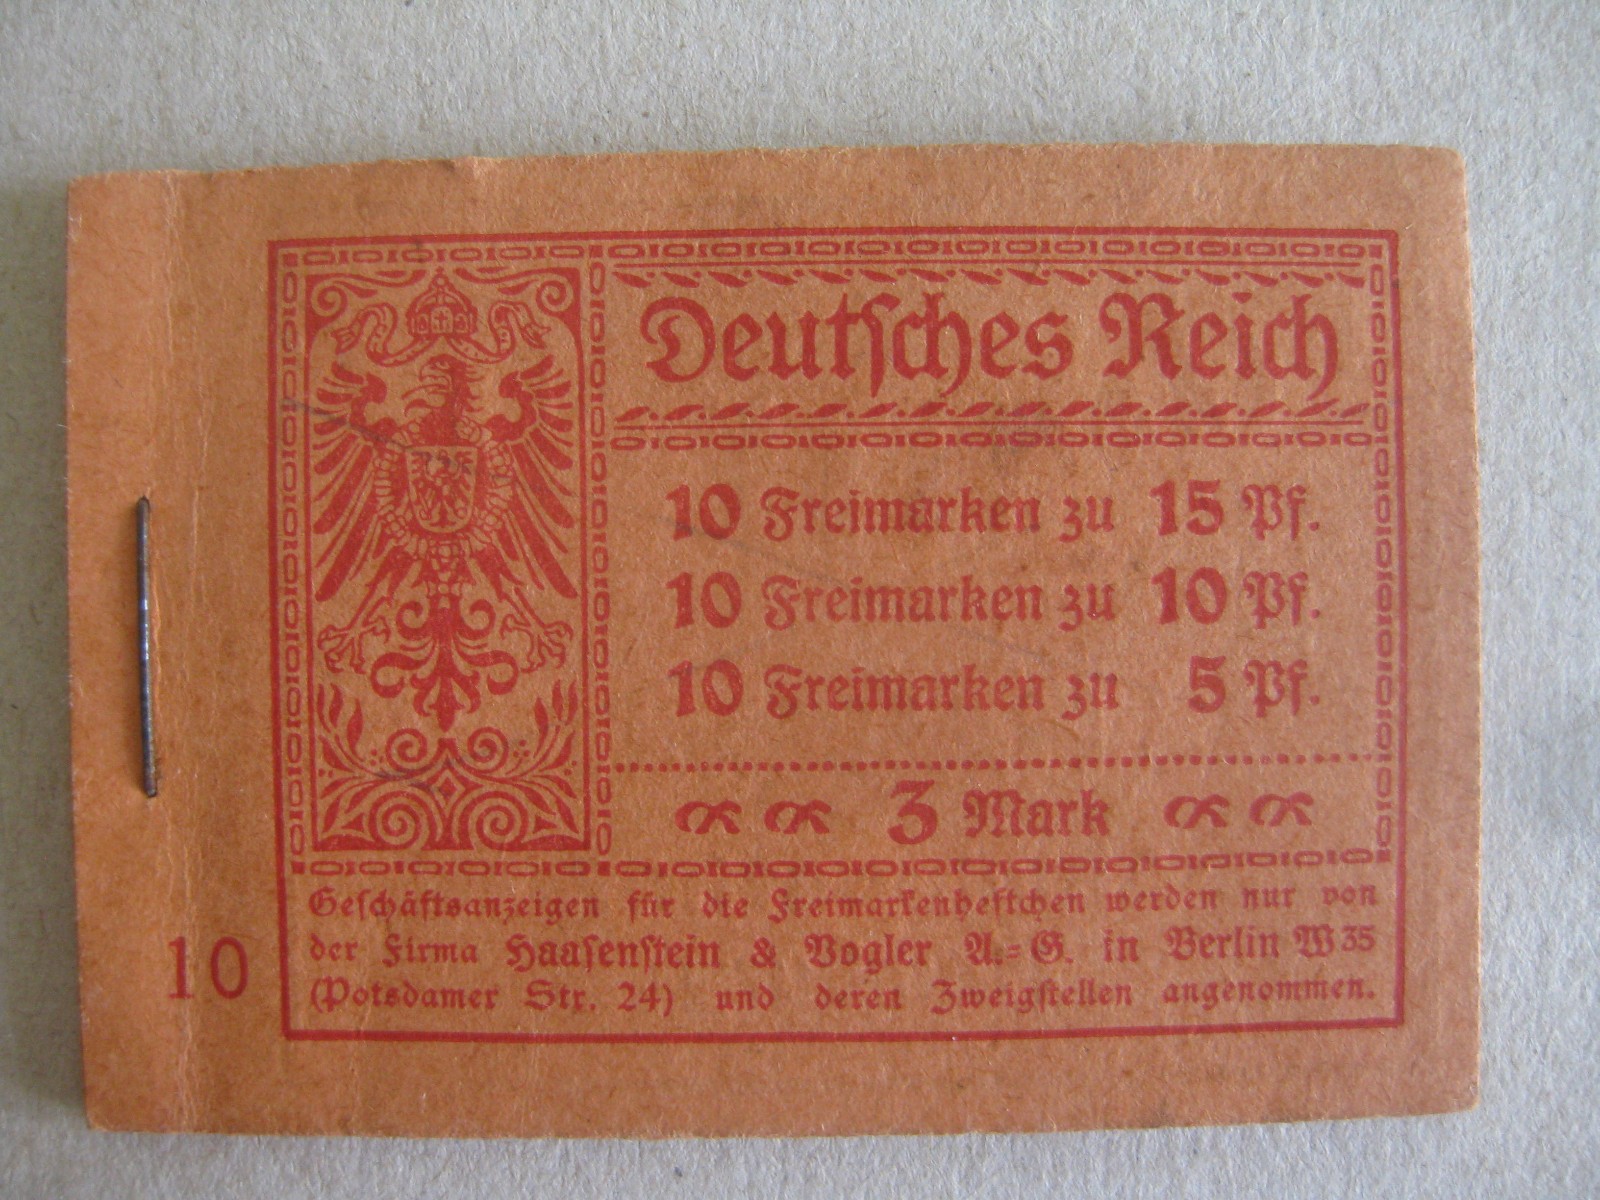 Deutsches Reich
10 Freimarken zu 15 Pf.
10 Freimarken zu 10 Pf.
10 Freimarken zu 5 Pf.
3 Mark
Geschäftsanzeigen für die Freimarkenheftchen werden nur von
der Firma Haasenstein & Vogler A.=G. in Berlin W 35
(Potsdamer Str. 24) und deren Zweigstellen angenommen.
10